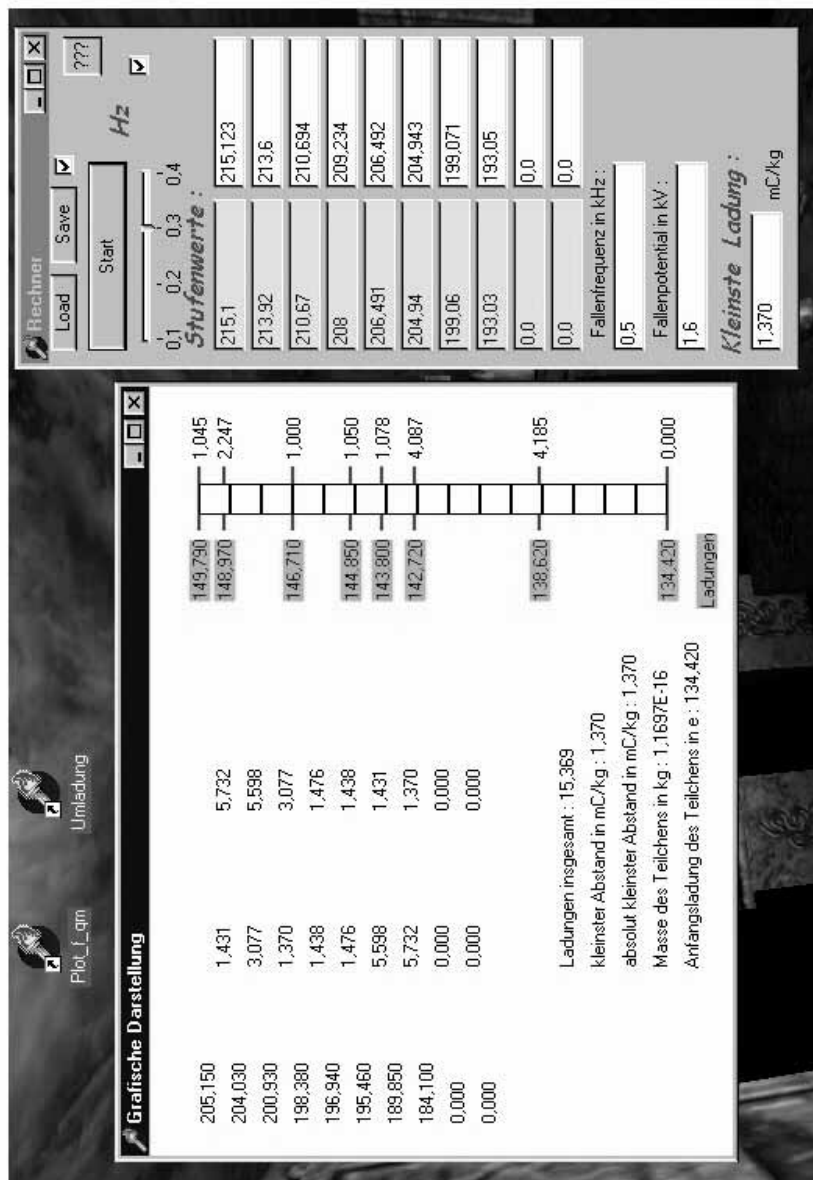 Plot_f_qm
Umladung
Grafische Darstellung
205,150
204,030
200,930
198,380
196,940
195,460
189,850
184,100
0,000
0,000
1,431
3,077
1,370
1,438
1,476
5,598
5,732
0,000
0,000
5,732
5,598
3,077
1,476
1,438
1,431
1,370
0,000
0,000
149,790 1,045
148,970 2,247
146,710 1,000
144,850 1,050
143,800 1,078
142,720 4,087
138,620 4,185
134,420 0,000
Ladungen
Ladungen insgesamt : 15,369
kleinster Abstand in mC/kg : 1,370
absolut kleinster Abstand in mC/kg : 1,370
Masse des Teilchens in kg : 1,1697E-16
Anfangsladung des Teilchens in e : 134,420
Rechner
Load Save ???
Start Hz
0,1 0,2 0,3 0,4
Stufenwerte :
215,1 215,123
213,92 213,6
210,67 210,694
208 209,234
206,491 206,492
204,94 204,943
199,06 199,071
193,03 193,05
0,0 0,0
0,0 0,0
Fallenfrequenz in kHz :
0,5
Fallenpotential in kV :
1,6
Kleinste Ladung :
1,370 mC/kg